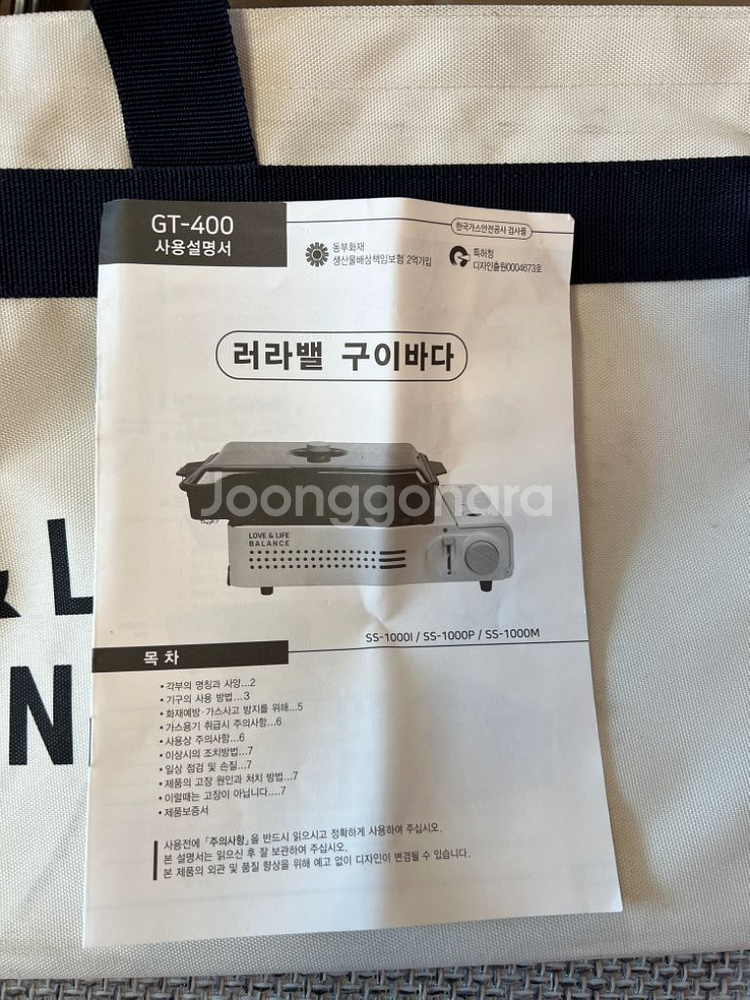 GT-400
사용설명서
동부화재
생산물배상책임보험 2억가입
한국가스안전공사 검사품
특허청
디자인출원0004673호
러라밸 구이바다
Joonggonara
LOVE & LIFE
BALANCE
SS-1000I / SS-1000P / SS-1000M
& L
N
목 차
• 각부의 명칭과 사양...2
• 기구의 사용 방법...3
• 화재예방·가스사고 방지를 위해...5
• 가스용기 취급시 주의사항...6
• 사용상 주의사항...6
• 이상시의 조치방법...7
• 일상 점검 및 손질...7
• 제품의 고장 원인과 처치 방법...7
• 이럴때는 고장이 아닙니다....7
• 제품보증서
사용전에 「주의사항」을 반드시 읽으시고 정확하게 사용하여 주십시오.
본 설명서는 읽으신 후 잘 보관하여 주십시오.
본 제품의 외관 및 품질 향상을 위해 예고 없이 디자인이 변경될 수 있습니다.